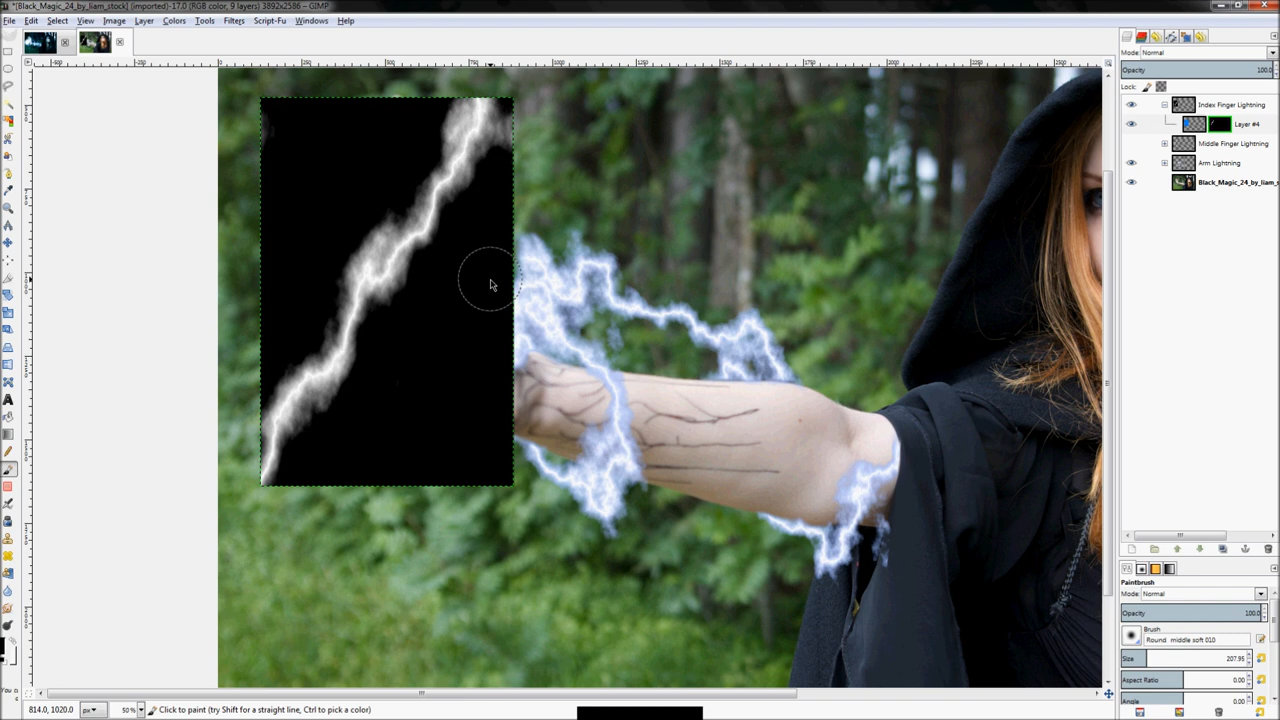 *[Black_Magic_24_by_liam_stock] (imported)-17.0 (RGB color, 9 layers) 3892x2586 – GIMP
File Edit Select View Image Layer Colors Tools Filters Script-Fu Windows Help
Mode: Normal
Opacity 100.0
Lock:
Index Finger Lightning
Layer #4
Middle Finger Lightning
Arm Lightning
Black_Magic_24_by_liam_s
Paintbrush
Mode: Normal
Opacity 100.0
Brush
Round middle soft 010
Size 207.95
Aspect Ratio 0.00
Angle 0.00
You a
814.0, 1020.0 px 50% Click to paint (try Shift for a straight line, Ctrl to pick a color)